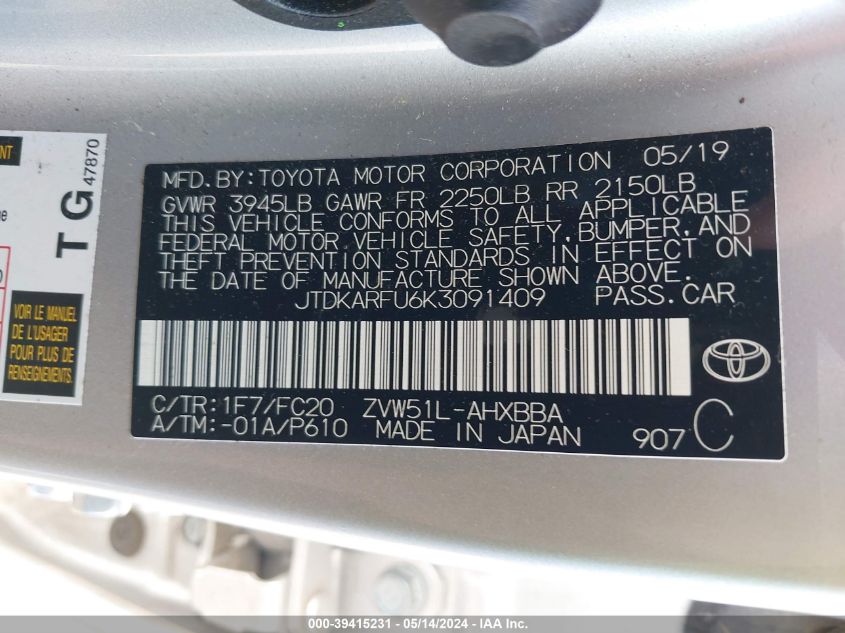 MFD.BY:TOYOTA MOTOR CORPORATION 05/19
GVWR 3945LB GAWR FR 2250LB RR 2150LB
THIS VEHICLE CONFORMS TO ALL APPLICABLE
FEDERAL MOTOR VEHICLE SAFETY,BUMPER,AND
THEFT PREVENTION STANDARDS IN EFFECT ON
THE DATE OF MANUFACTURE SHOWN ABOVE.
JTDKARFU6K3091409 PASS.CAR
C/TR:1F7/FC20 ZVW51L-AHXBBA
A/TM:-01A/P610 MADE IN JAPAN 907 C
TG
47870
VOIR LE MANUEL
DE L'USAGER
POUR PLUS DE
RENSEIGNEMENTS.
000-39415231 - 05/14/2024 - IAA Inc.